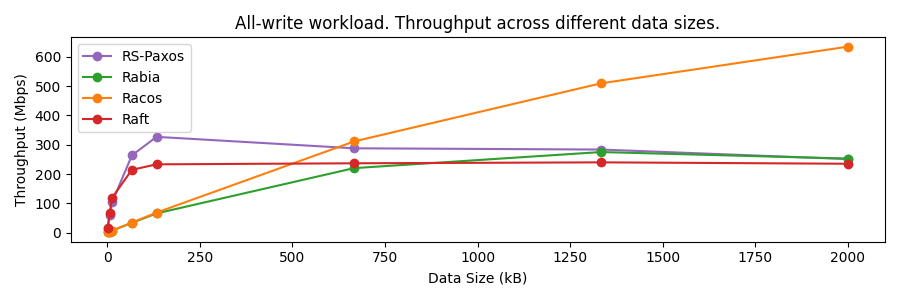 All-write workload. Throughput across different data sizes.
Throughput (Mbps)
600
500
400
300
200
100
0
RS-Paxos
Rabia
Racos
Raft
0 250 500 750 1000 1250 1500 1750 2000
Data Size (kB)